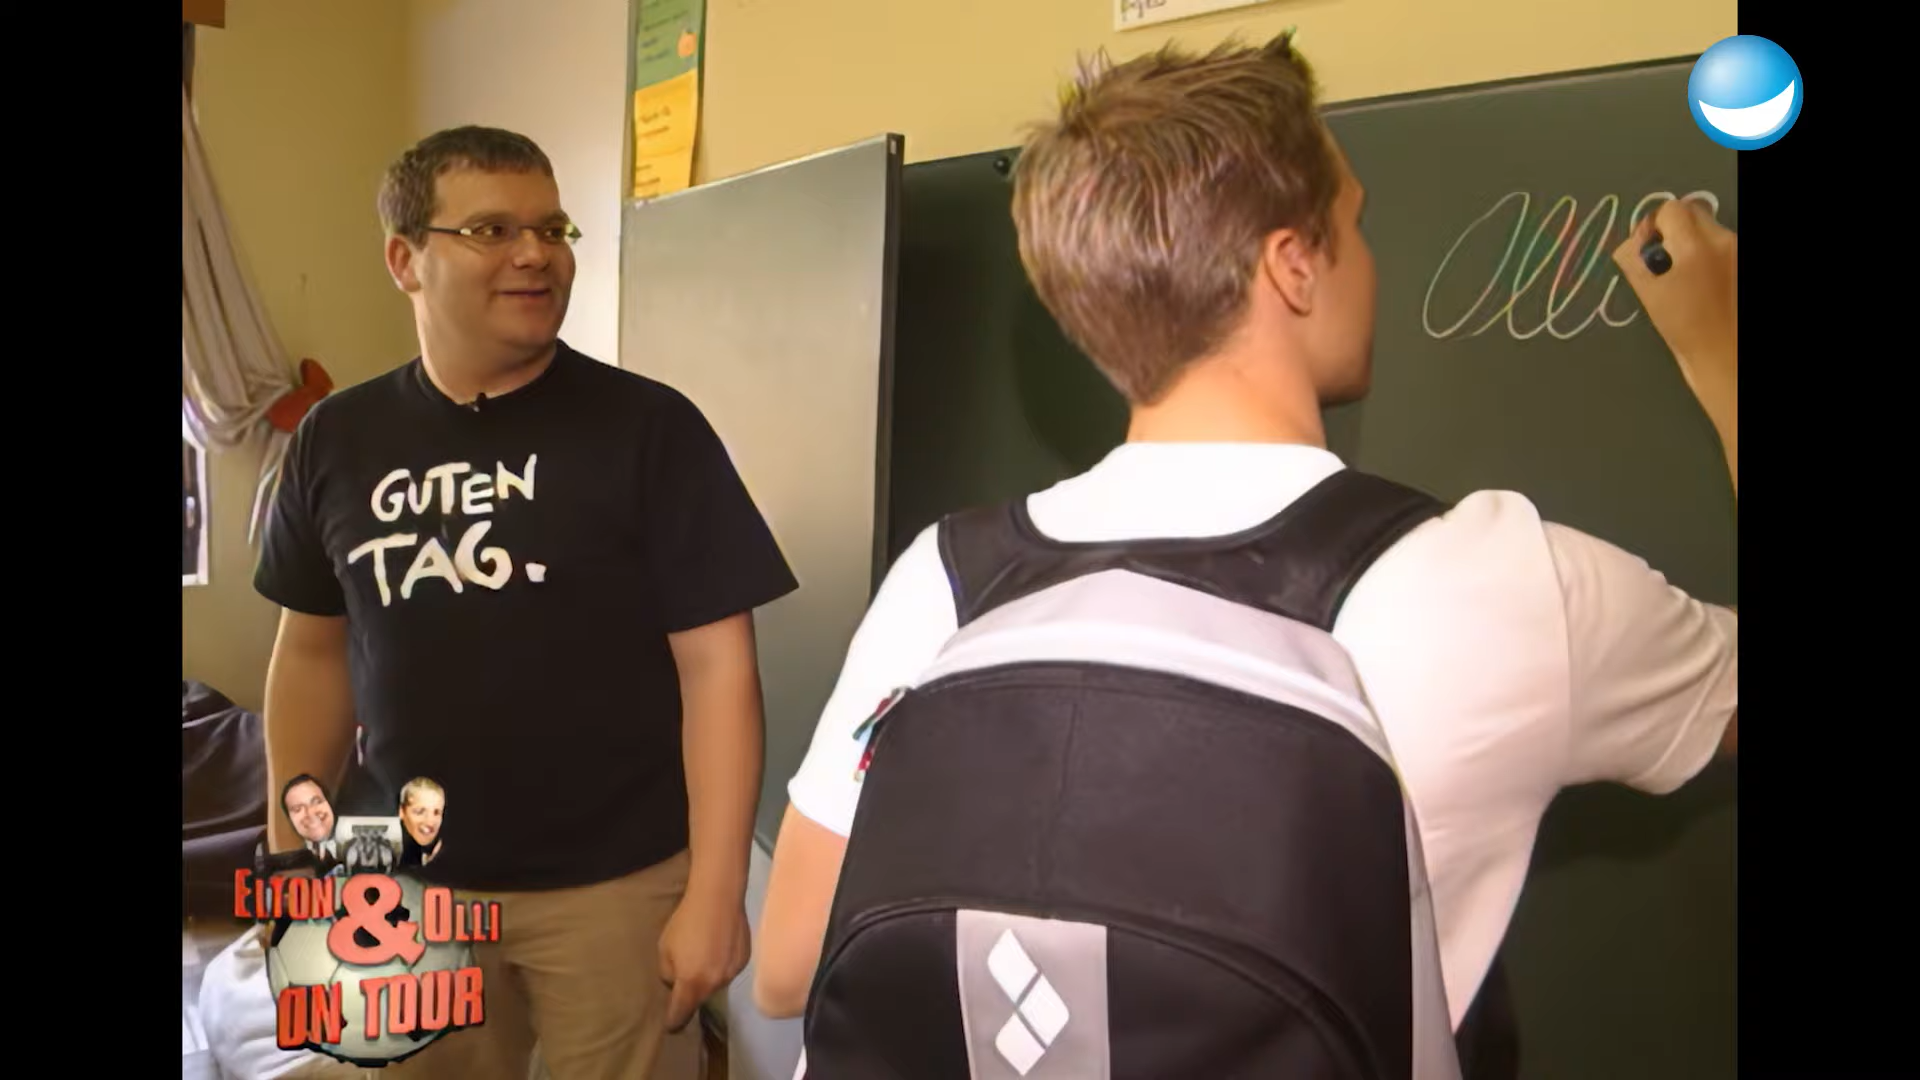 Olli
GUTEN
TAG.
ELTON & OLLI
ON TOUR